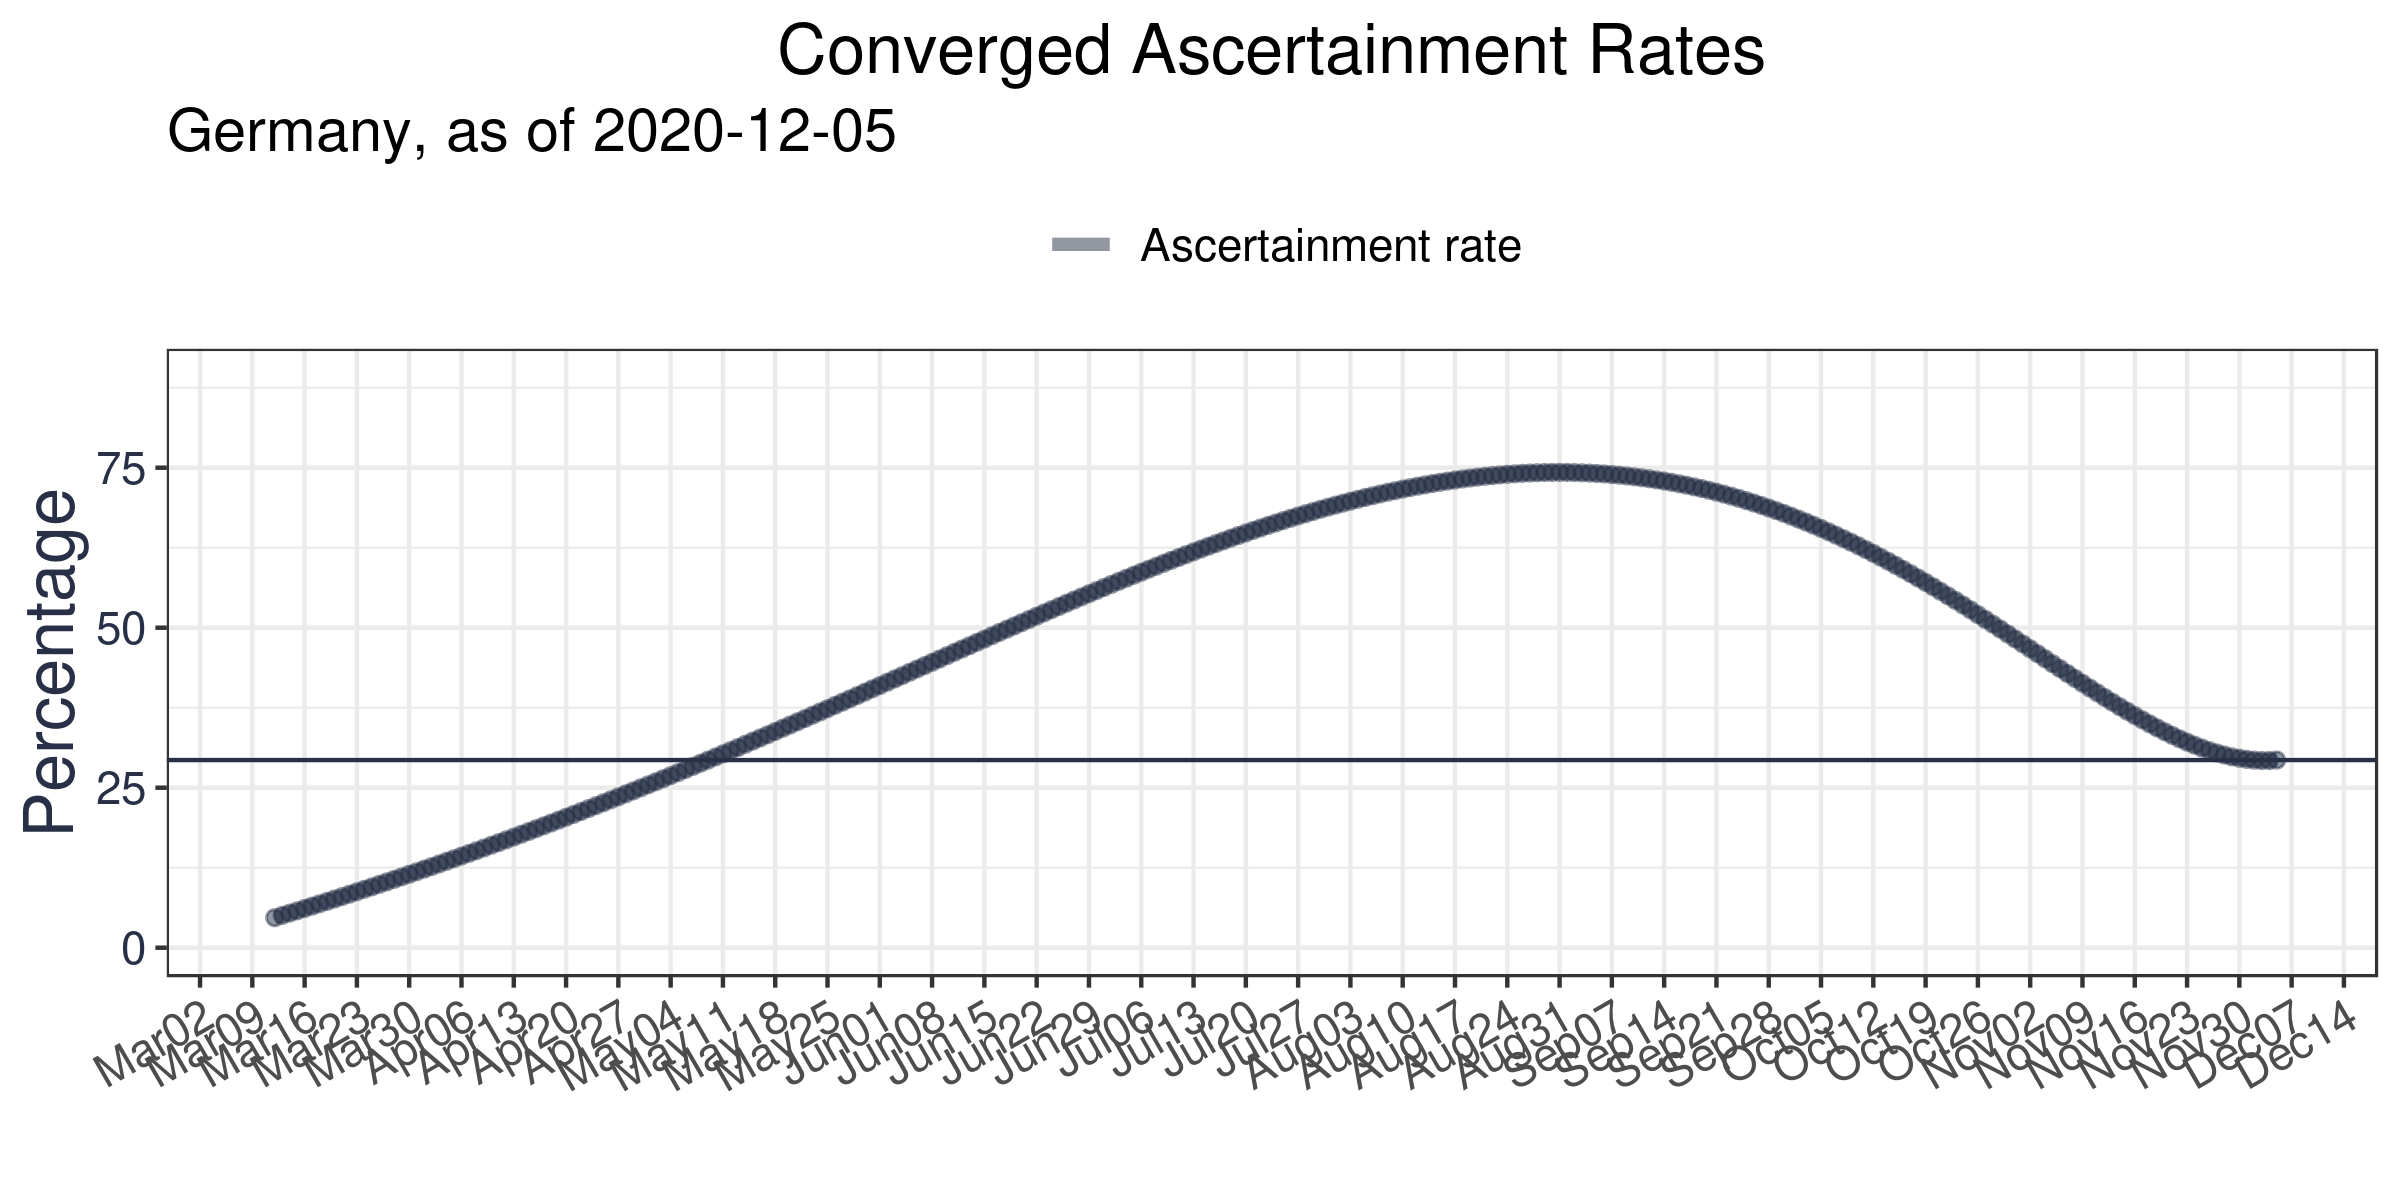 Converged Ascertainment Rates
Germany, as of 2020-12-05
Ascertainment rate
Percentage
75
50
25
0
Mar02
Mar09
Mar16
Mar23
Mar30
Apr06
Apr13
Apr20
Apr27
May04
May11
May18
May25
Jun01
Jun08
Jun15
Jun22
Jun29
Jul06
Jul13
Jul20
Jul27
Aug03
Aug10
Aug17
Aug24
Aug31
Sep07
Sep14
Sep21
Sep28
Oct05
Oct12
Oct19
Oct26
Nov02
Nov09
Nov16
Nov23
Nov30
Dec07
Dec14